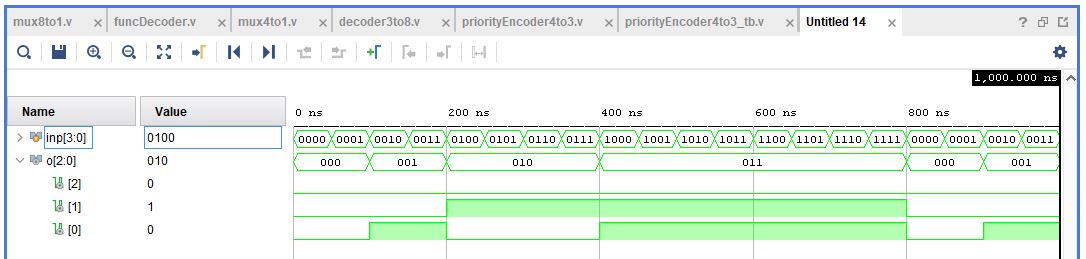 mux8to1.v × funcDecoder.v × mux4to1.v × decoder3to8.v × priorityEncoder4to3.v × priorityEncoder4to3_tb.v × Untitled 14 × ?
1,000.000 ns
Name Value 0 ns 200 ns 400 ns 600 ns 800 ns
inp[3:0] 0100 0000 0001 0010 0011 0100 0101 0110 0111 1000 1001 1010 1011 1100 1101 1110 1111 0000 0001 0010 0011
o[2:0] 010 000 001 010 011 000 001
[2] 0
[1] 1
[0] 0